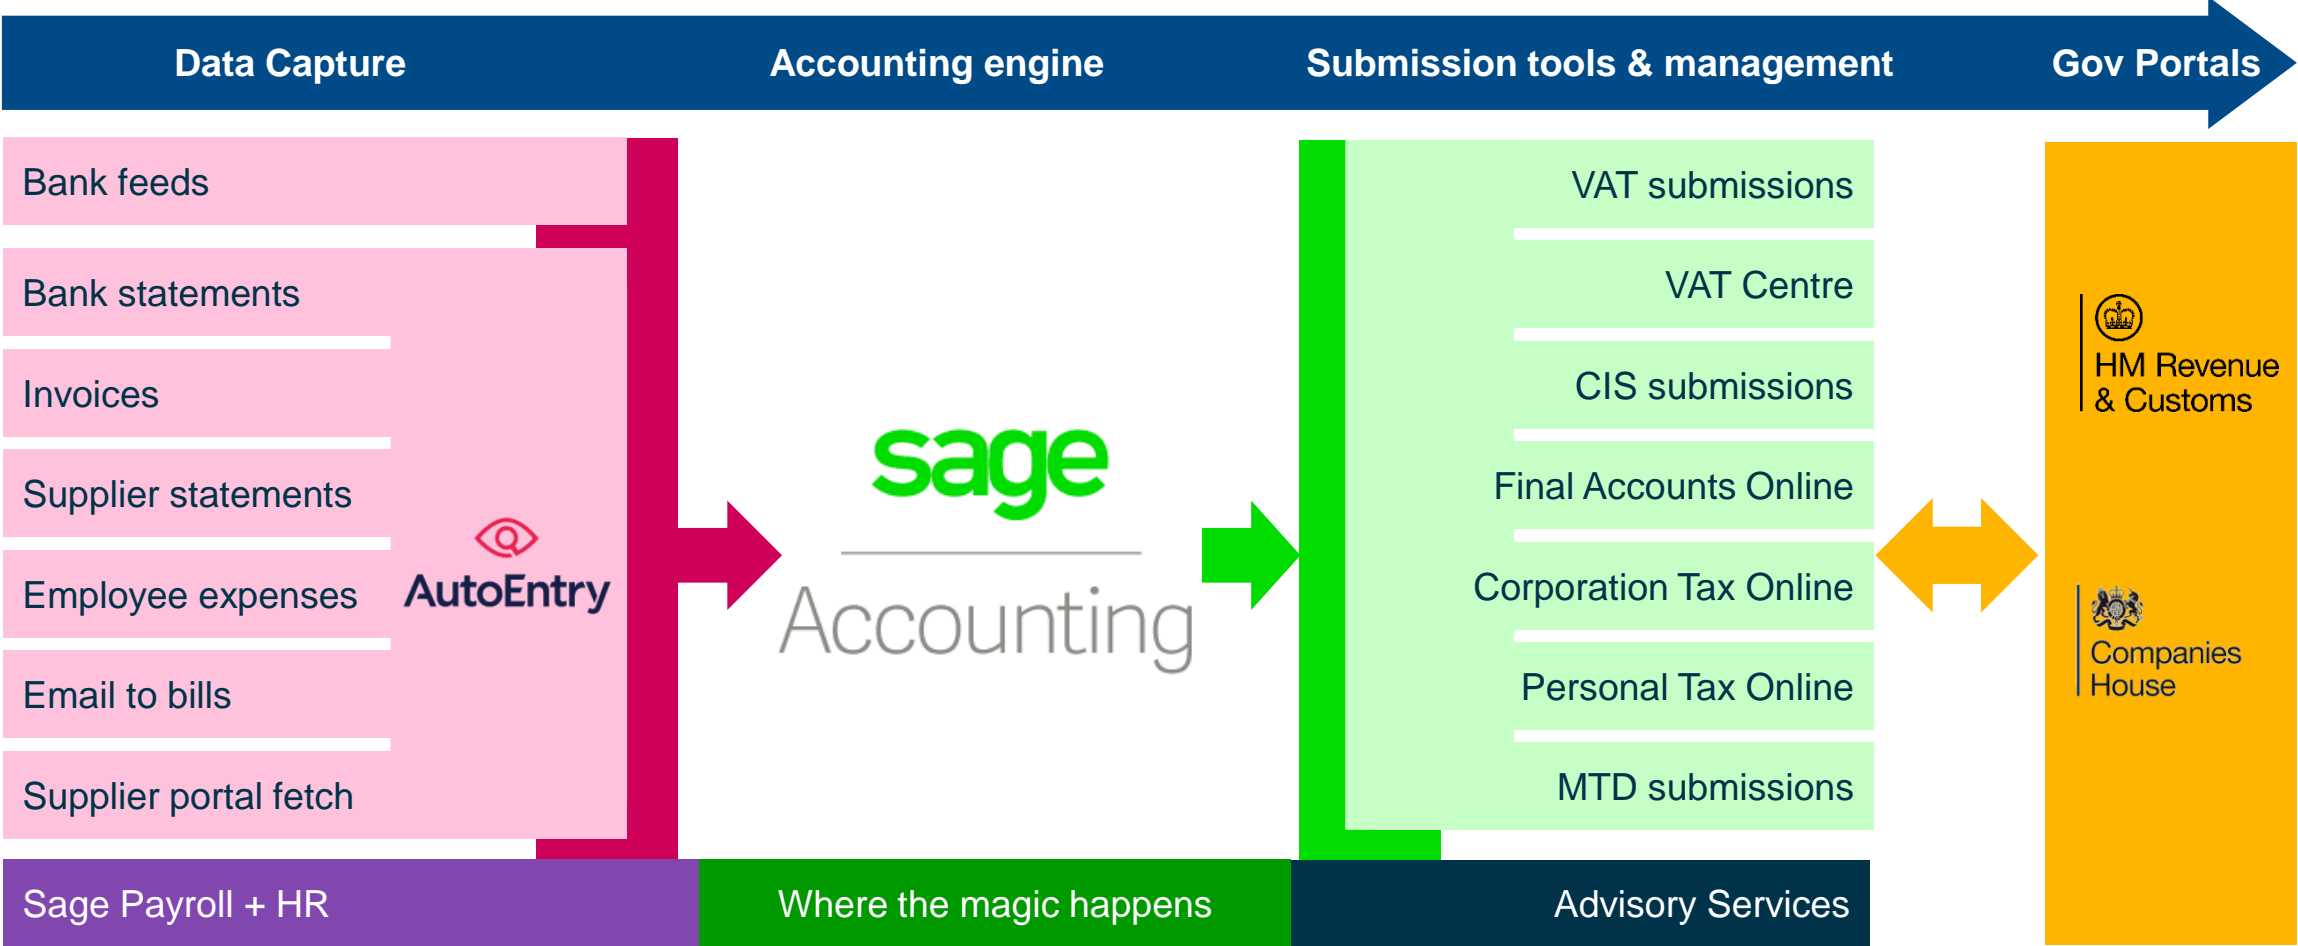 Data Capture
Accounting engine
Submission tools & management
Gov Portals
Bank feeds
Bank statements
Invoices
Supplier statements
Employee expenses
Email to bills
Supplier portal fetch
AutoEntry
Sage Payroll + HR
sage
Accounting
Where the magic happens
VAT submissions
VAT Centre
CIS submissions
Final Accounts Online
Corporation Tax Online
Personal Tax Online
MTD submissions
Advisory Services
HM Revenue
& Customs
Companies
House